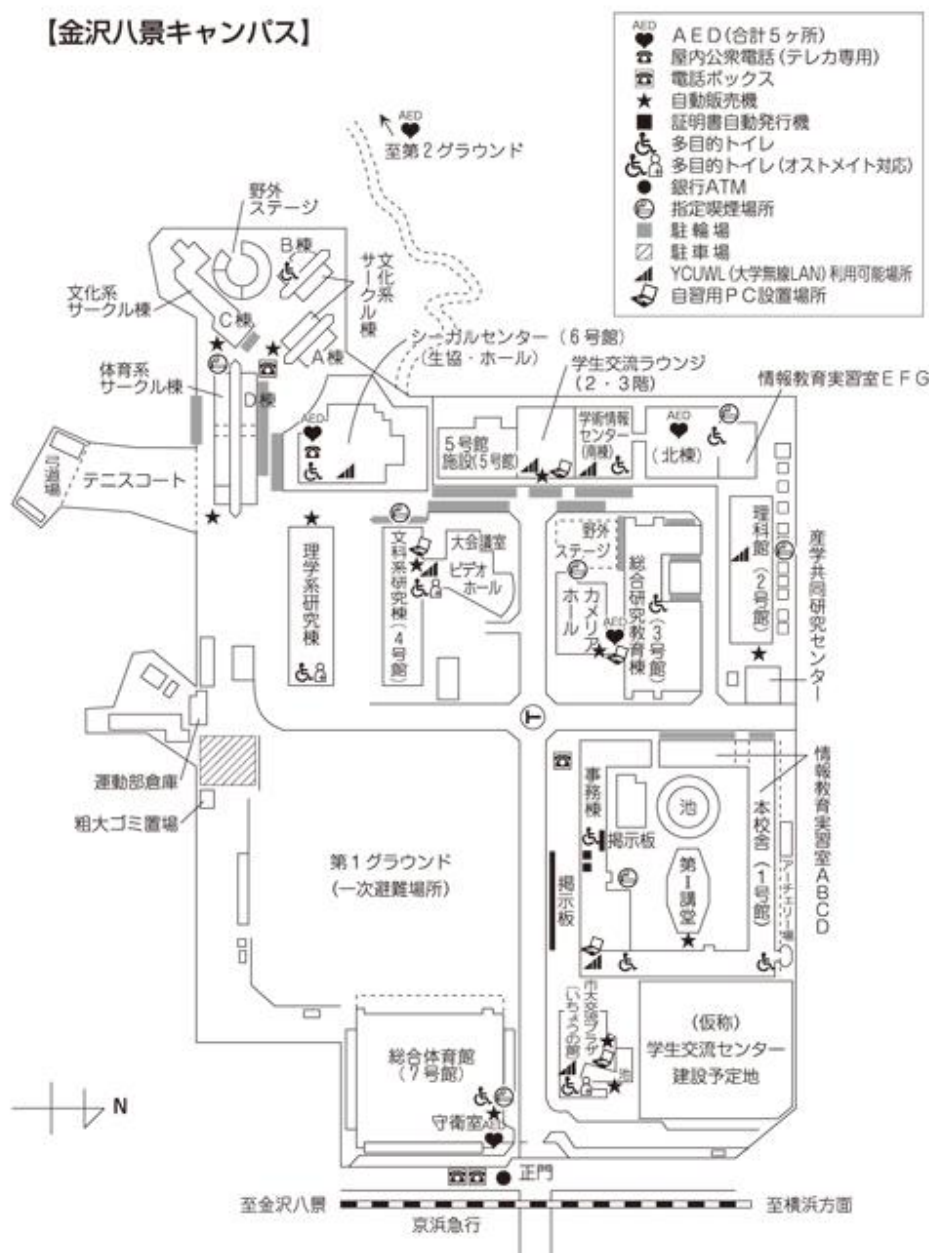 【金沢八景キャンパス】
AED
AED(合計5ヶ所)
屋内公衆電話(テレカ専用)
電話ボックス
自動販売機
証明書自動発行機
多目的トイレ
多目的トイレ(オストメイト対応)
銀行ATM
指定喫煙場所
駐輪場
駐車場
YCUWL(大学無線LAN)利用可能場所
自習用PC設置場所
AED
至第2グラウンド
野外
ステージ
B棟
文化系
サークル棟
文化系
サークル棟
C棟
A棟
体育系
サークル棟
D棟
シーガルセンター(6号館)
(生協・ホール)
学生交流ラウンジ
(2・3階)
情報教育実習室EFG
AED
5号館
施設(5号館)
学術情報
センター
(南棟)
AED
(北棟)
弓道場
テニスコート
理学系研究棟
文科系研究棟(4号館)
大会議室
ビデオ
ホール
野外
ステージ
カメリア
ホール
AED
総合研究教育棟
(3号館)
理科館(2号館)
産学共同研究センター
運動部倉庫
粗大ゴミ置場
T
事務棟
掲示板
池
第Ⅰ講堂
本校舎(1号館)
情報教育実習室ABCD
アーチェリー場
掲示板
第1グラウンド
(一次避難場所)
市大交流プラザ
(いちょうの館)
池
(仮称)
学生交流センター
建設予定地
総合体育館
(7号館)
守衛室
AED
N
正門
至金沢八景
至横浜方面
京浜急行